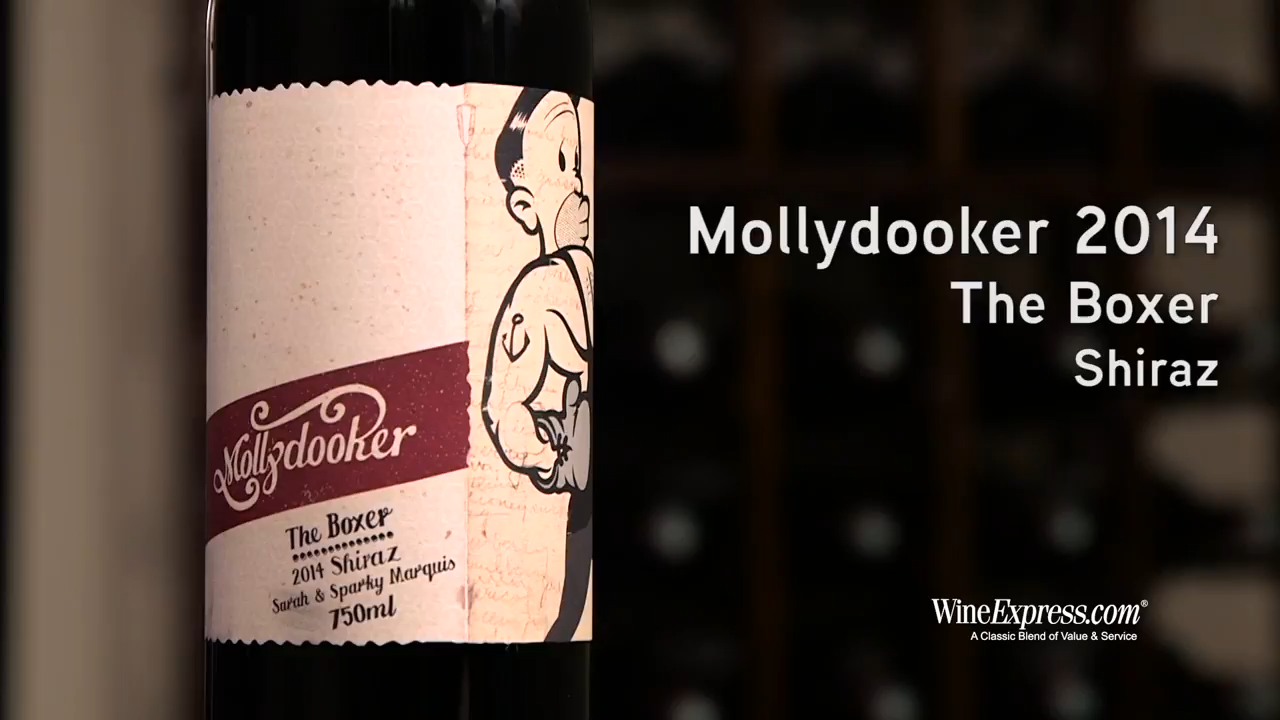 Mollydooker
The Boxer
2014 Shiraz
Sarah & Sparky Marquis
750ml
Mollydooker 2014
The Boxer
Shiraz
WineExpress.com®
A Classic Blend of Value & Service